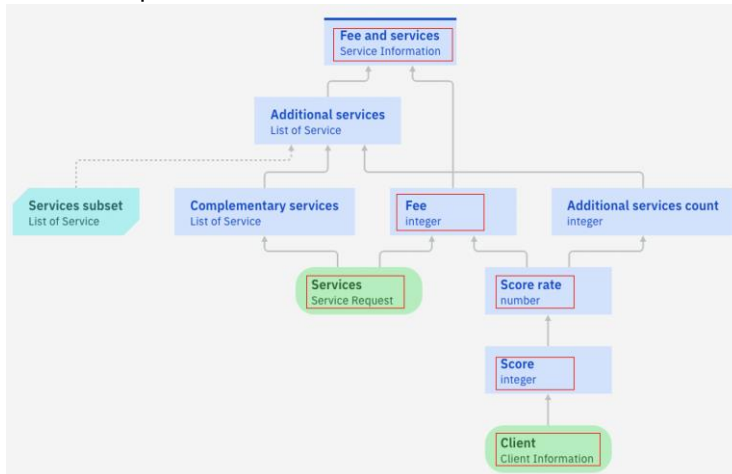 Fee and services
Service Information
Additional services
List of Service
Services subset
List of Service
Complementary services
List of Service
Fee
integer
Additional services count
integer
Services
Service Request
Score rate
number
Score
integer
Client
Client Information